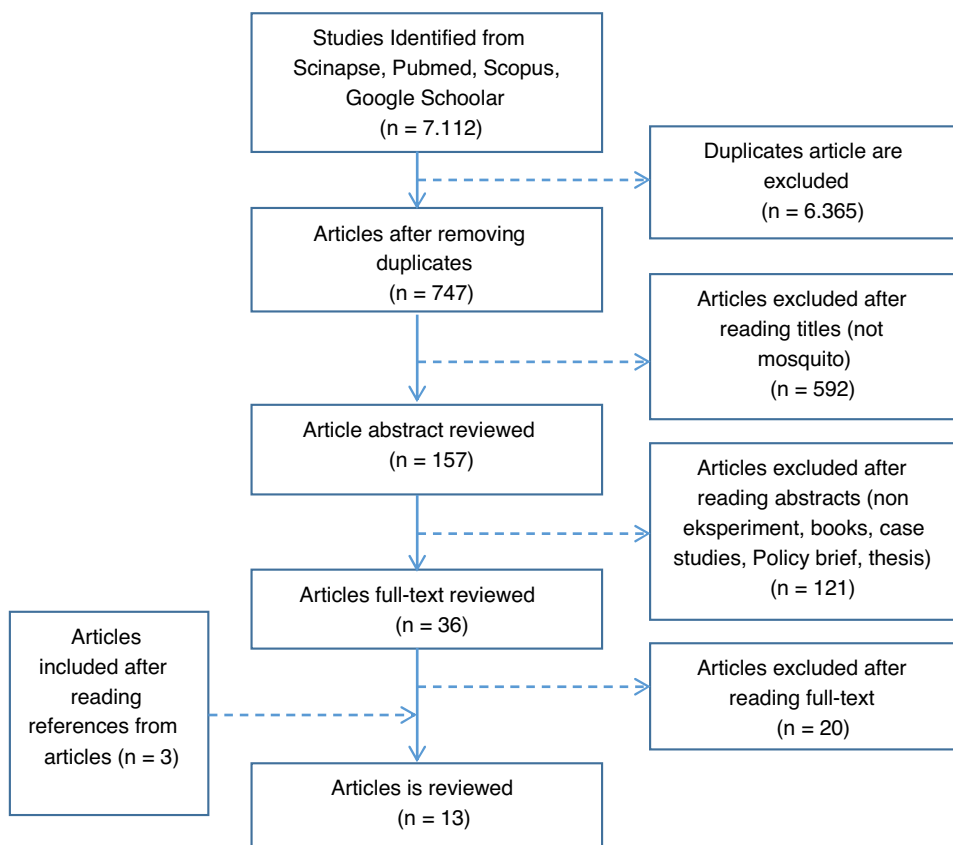 Studies Identified from
Scinapse, Pubmed, Scopus,
Google Schoolar
(n = 7.112)
Duplicates article are
excluded
(n = 6.365)
Articles after removing
duplicates
(n = 747)
Articles excluded after
reading titles (not
mosquito)
(n = 592)
Article abstract reviewed
(n = 157)
Articles excluded after
reading abstracts (non
eksperiment, books, case
studies, Policy brief, thesis)
(n = 121)
Articles full-text reviewed
(n = 36)
Articles
included after
reading
references from
articles (n = 3)
Articles excluded after
reading full-text
(n = 20)
Articles is reviewed
(n = 13)